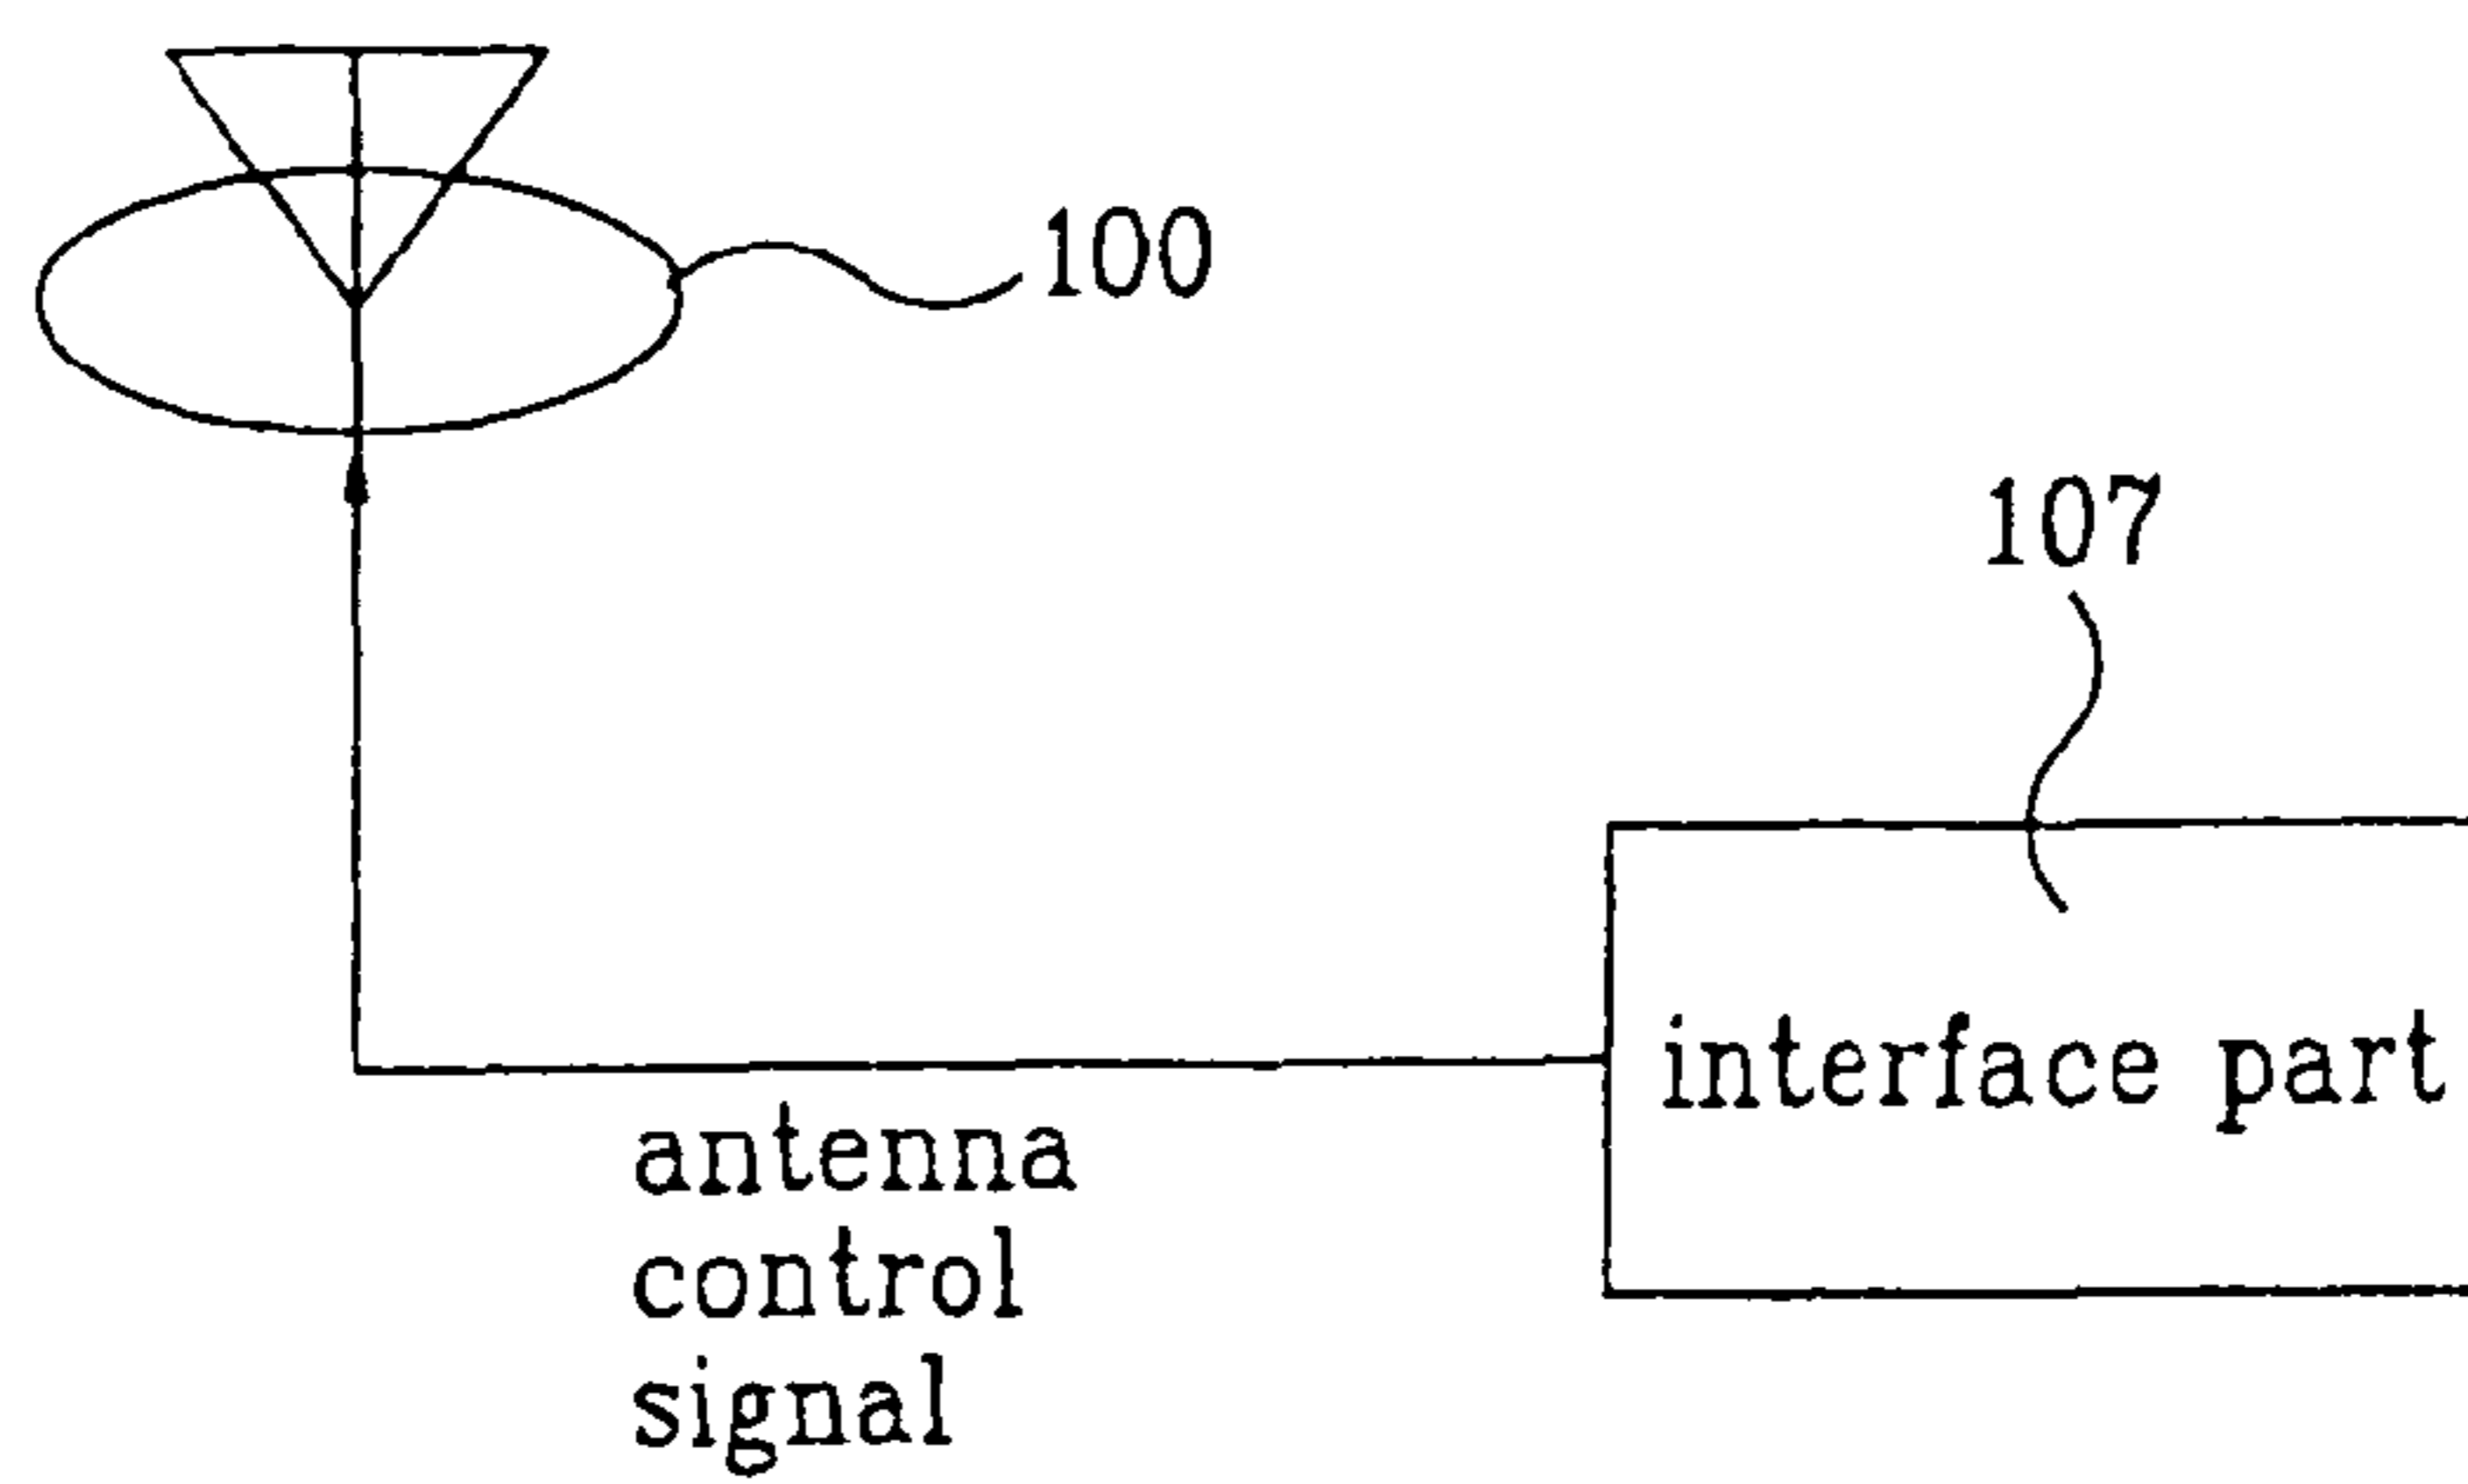 100
107
interface part
antenna
control
signal